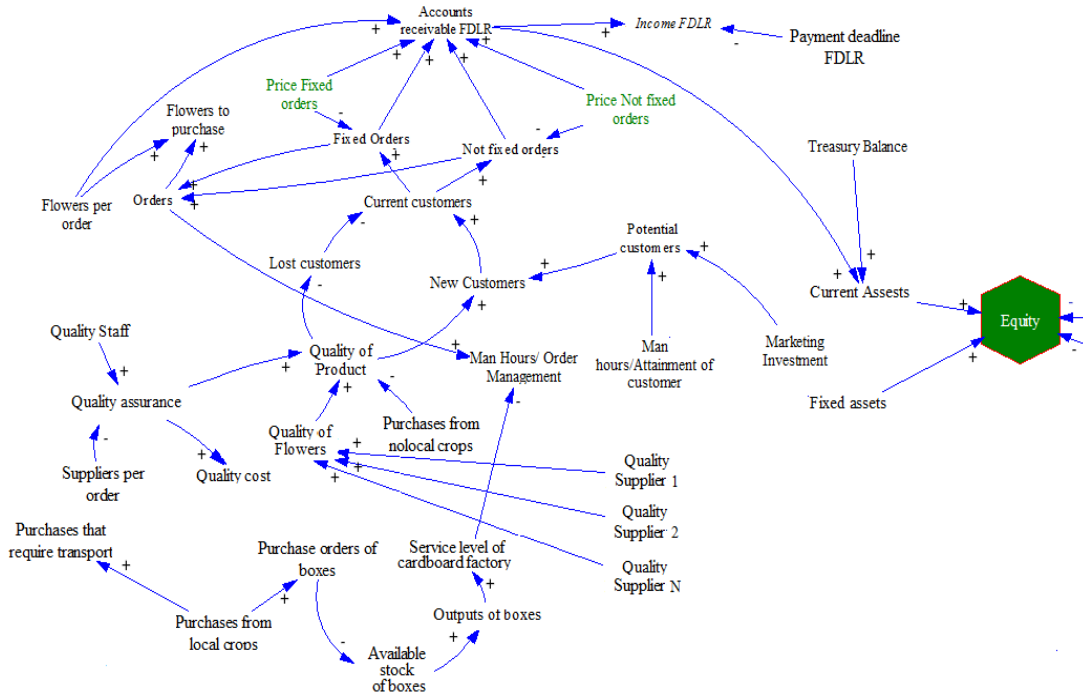 Accounts
receivable FDLR
Income FDLR
Payment deadline
FDLR
Price Fixed
orders
Price Not fixed
orders
Flowers to
purchase
Fixed Orders
Not fixed orders
Treasury Balance
Flowers per
order
Orders
Current customers
Potential
customers
Lost customers
New Customers
Current Assests
Equity
Quality Staff
Quality of
Product
Man Hours/ Order
Management
Man
hours/Attainment of
customer
Marketing
Investment
Quality assurance
Fixed assets
Purchases from
nolocal crops
Quality of
Flowers
Suppliers per
order
Quality cost
Quality
Supplier 1
Quality
Supplier 2
Quality
Supplier N
Purchases that
require transport
Purchase orders of
boxes
Service level of
cardboard factory
Purchases from
local crops
Outputs of boxes
Available
stock
of boxes